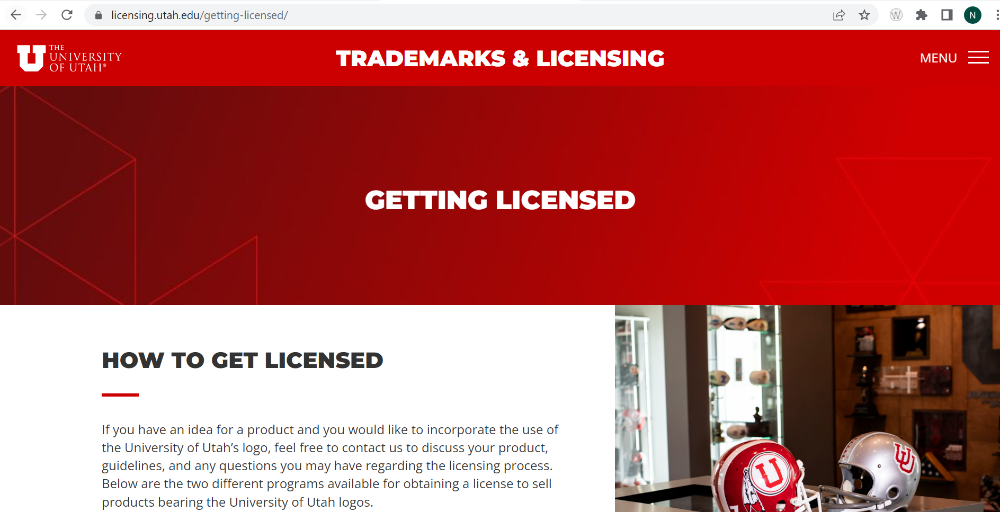 licensing.utah.edu/getting-licensed/
W
N
THE
UNIVERSITY
OF UTAH®
TRADEMARKS & LICENSING
MENU
GETTING LICENSED
HOW TO GET LICENSED
If you have an idea for a product and you would like to incorporate the use of
the University of Utah’s logo, feel free to contact us to discuss your product,
guidelines, and any questions you may have regarding the licensing process.
Below are the two different programs available for obtaining a license to sell
products bearing the University of Utah logos.
U
UU